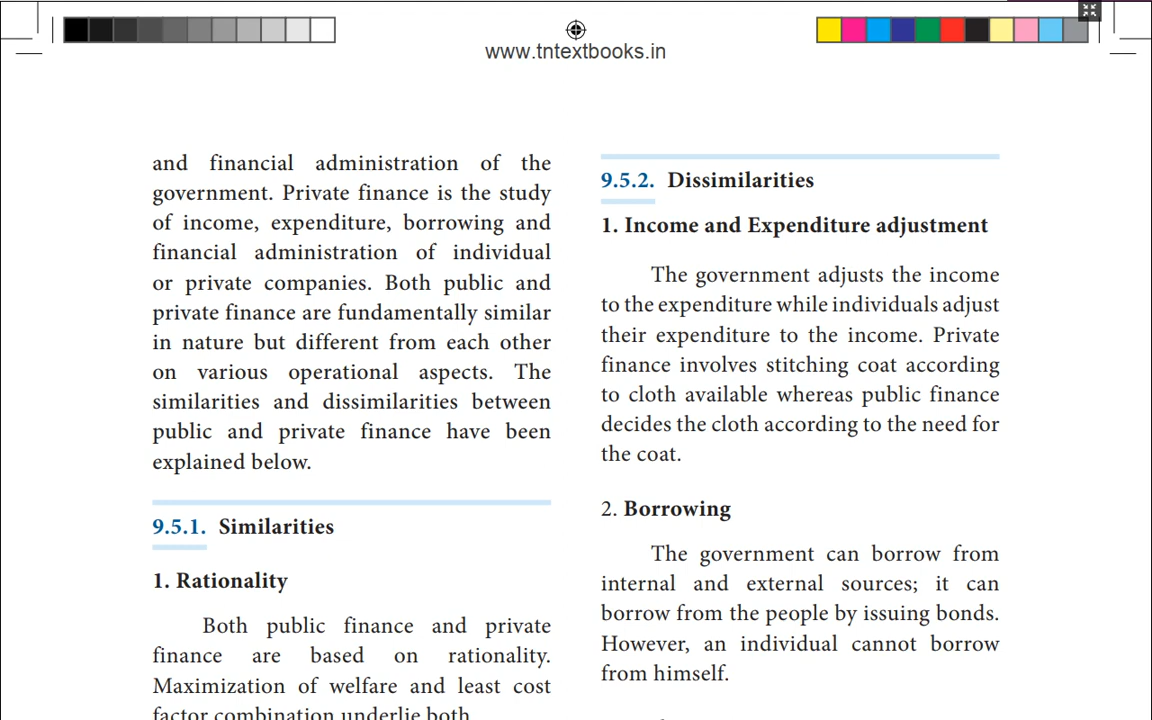 www.tntextbooks.in
and financial administration of the
government. Private finance is the study
of income, expenditure, borrowing and
financial administration of individual
or private companies. Both public and
private finance are fundamentally similar
in nature but different from each other
on various operational aspects. The
similarities and dissimilarities between
public and private finance have been
explained below.
9.5.1. Similarities
1. Rationality
Both public finance and private
finance are based on rationality.
Maximization of welfare and least cost
factor combination underlie both.
9.5.2. Dissimilarities
1. Income and Expenditure adjustment
The government adjusts the income
to the expenditure while individuals adjust
their expenditure to the income. Private
finance involves stitching coat according
to cloth available whereas public finance
decides the cloth according to the need for
the coat.
2. Borrowing
The government can borrow from
internal and external sources; it can
borrow from the people by issuing bonds.
However, an individual cannot borrow
from himself.